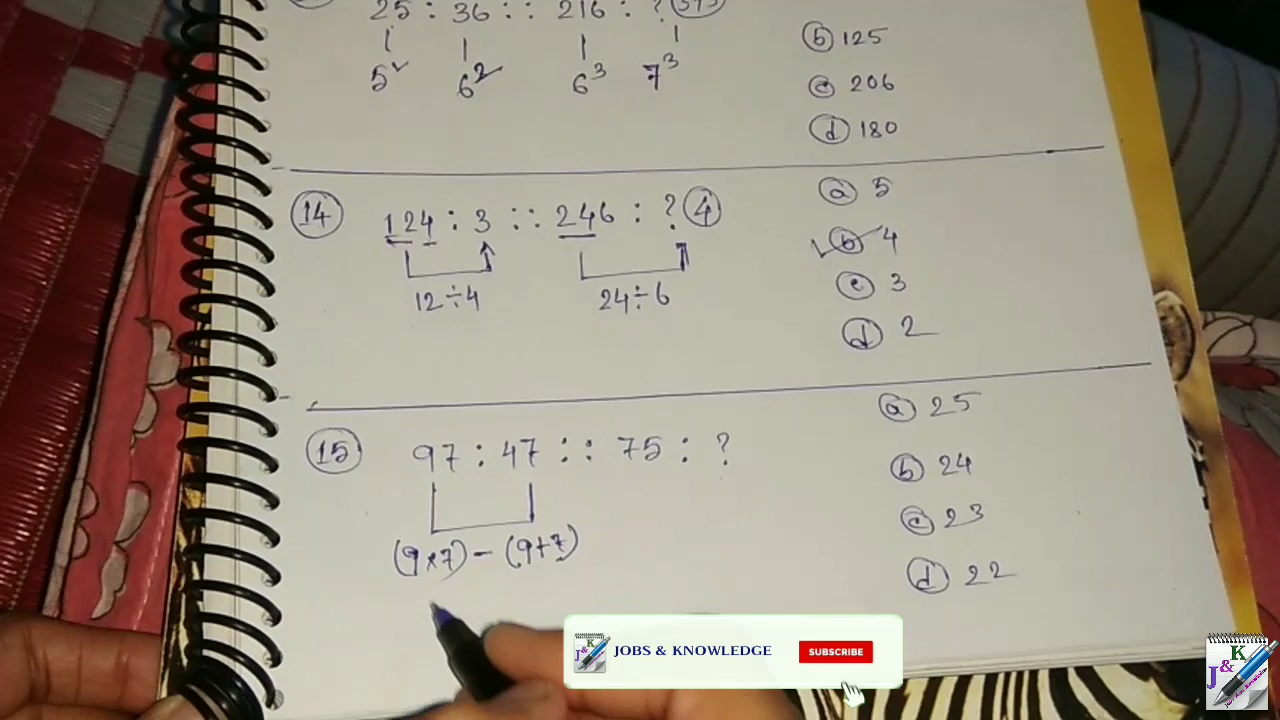 25 : 36 : : 216 : ? 343
5² 6² 6³ 7³
b 125
c 206
d 180
14 124 : 3 : : 246 : ? 4
12÷4 24÷6
a 5
b 4
c 3
d 2
15 97 : 47 : : 75 : ?
(9×7) - (9+7)
a 25
b 24
c 23
d 22
JOBS & KNOWLEDGE
SUBSCRIBE
J&K
J&K